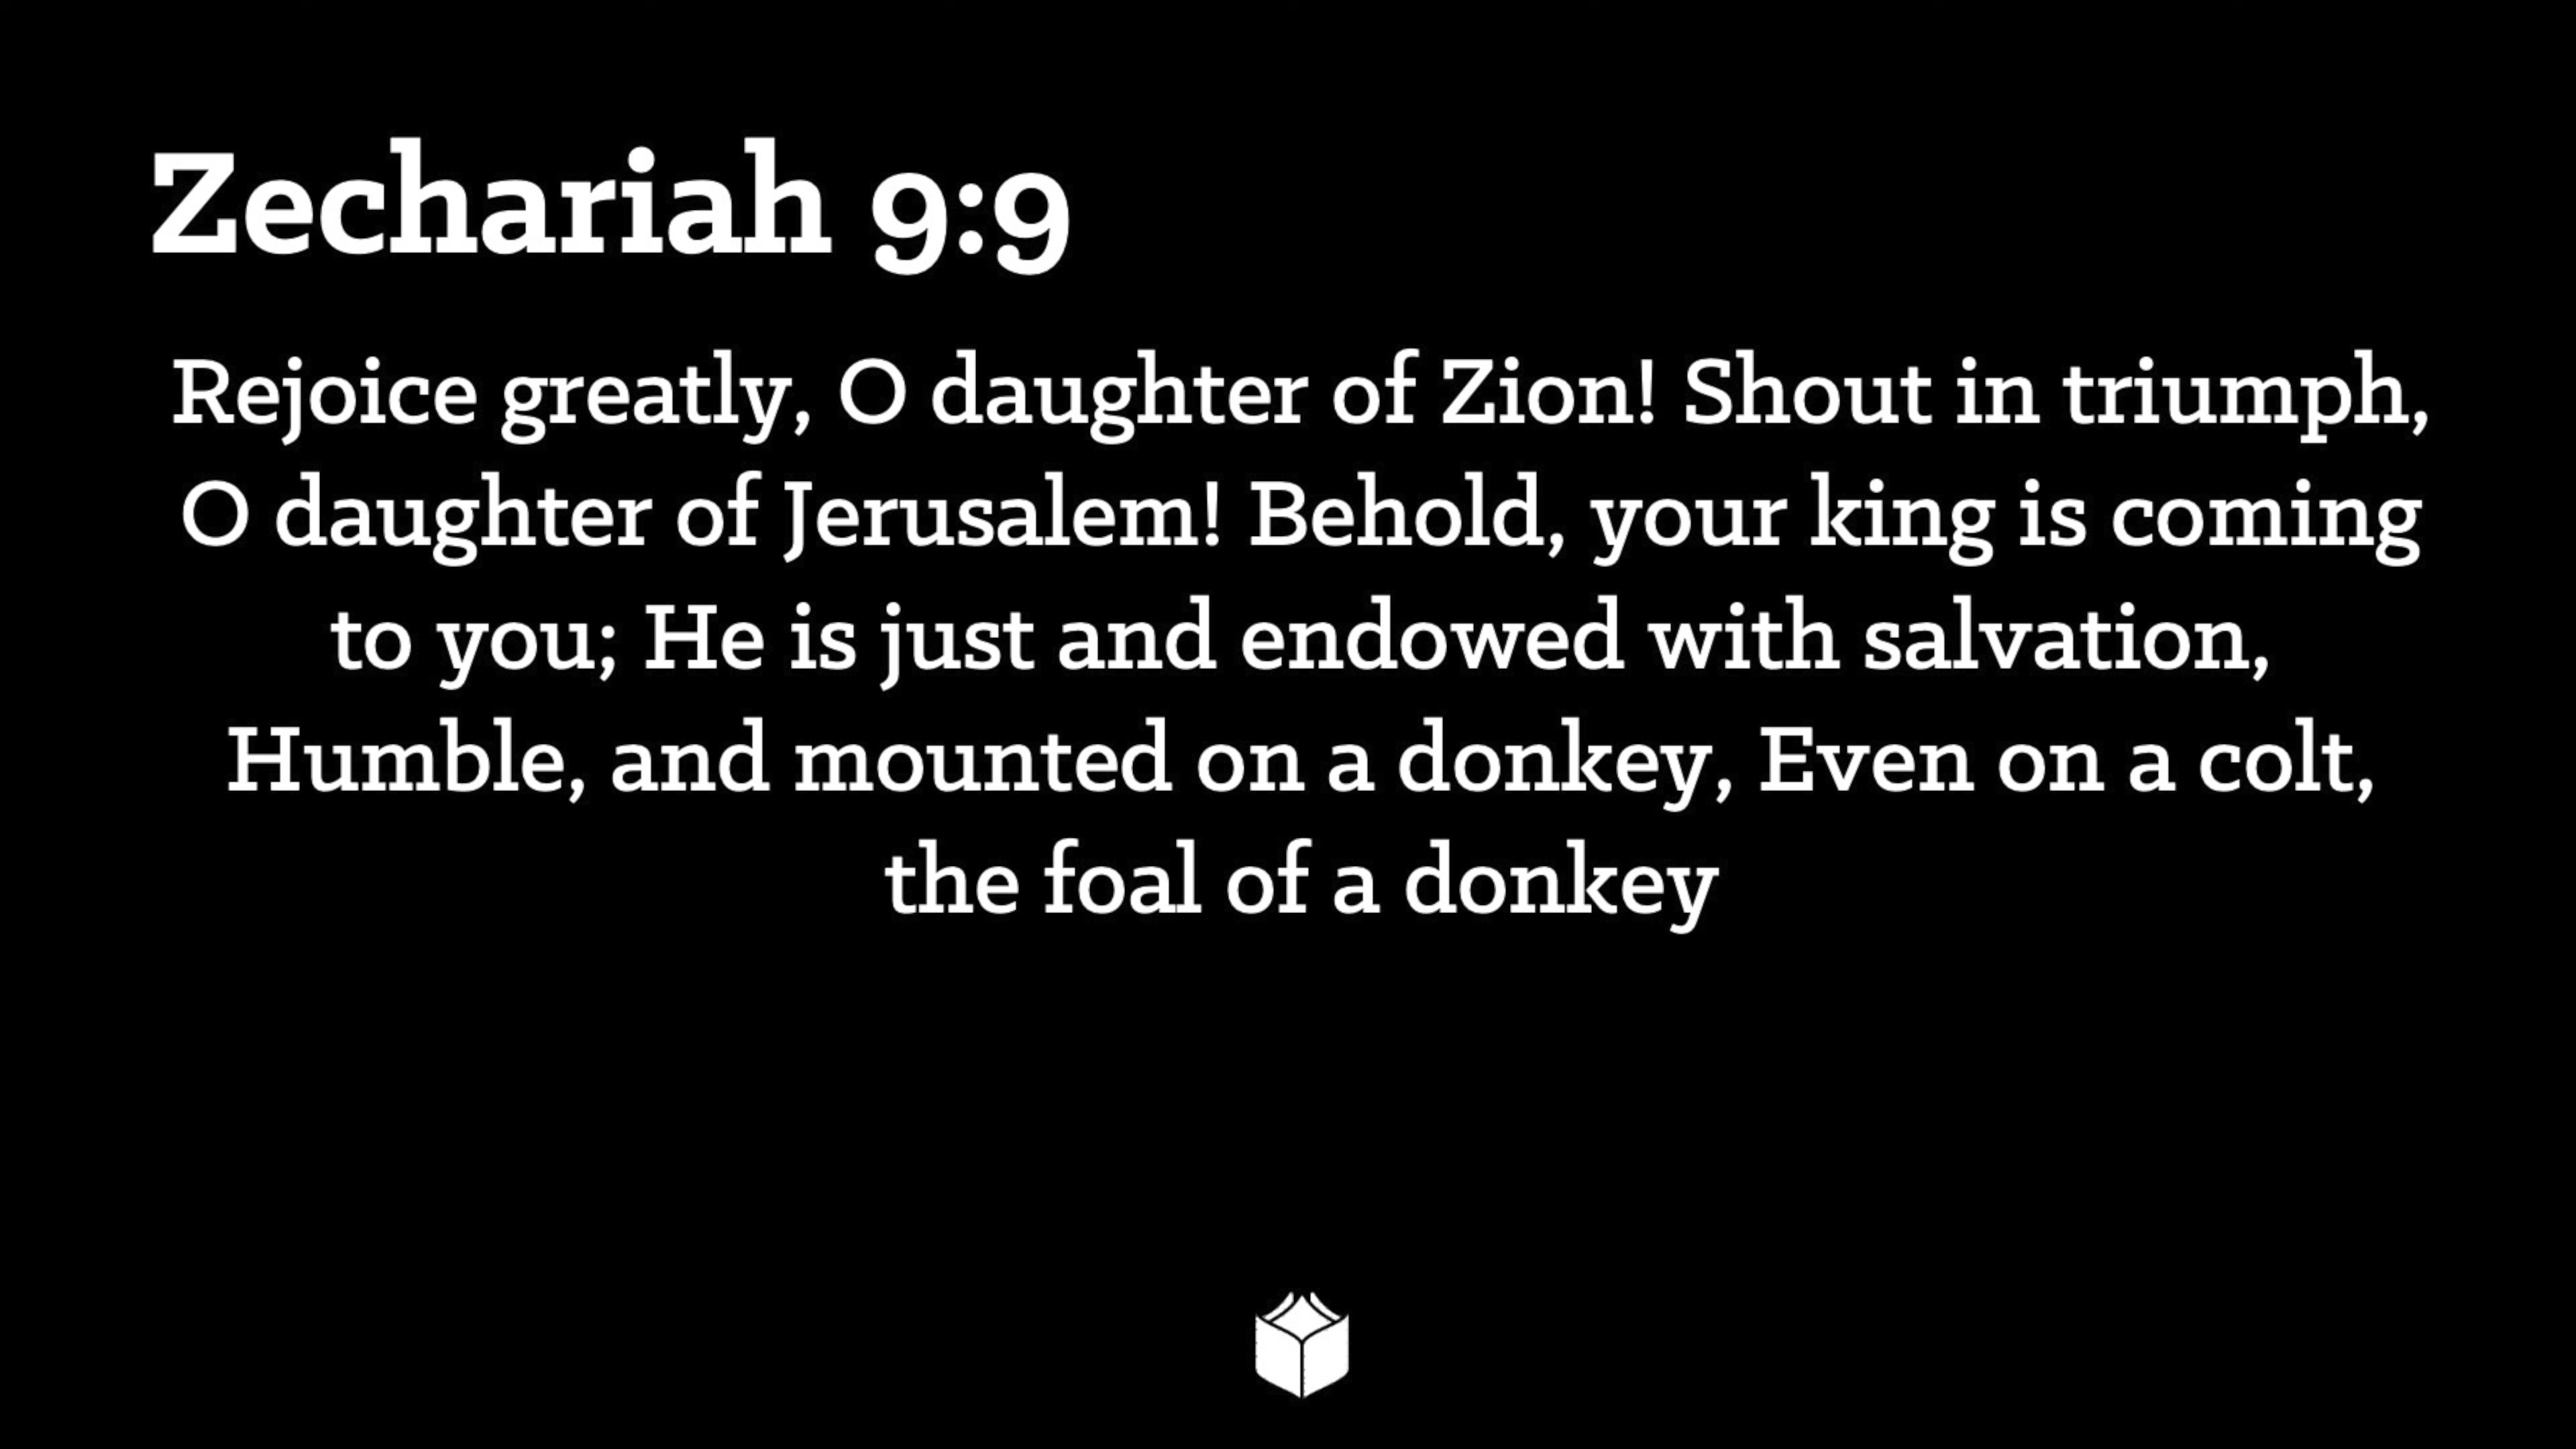 Zechariah 9:9
Rejoice greatly, O daughter of Zion! Shout in triumph,
O daughter of Jerusalem! Behold, your king is coming
to you; He is just and endowed with salvation,
Humble, and mounted on a donkey, Even on a colt,
the foal of a donkey